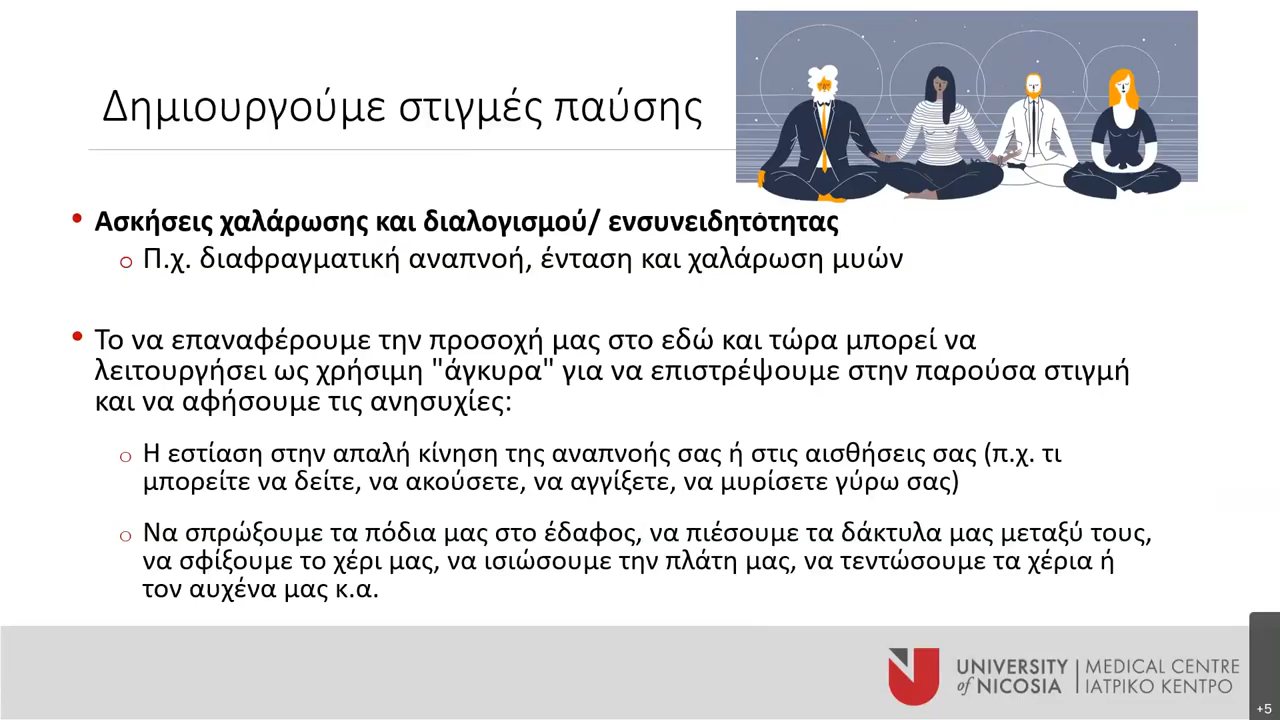 Δημιουργούμε στιγμές παύσης
• Ασκήσεις χαλάρωσης και διαλογισμού/ ενσυνειδητότητας
o Π.χ. διαφραγματική αναπνοή, ένταση και χαλάρωση μυών
• Το να επαναφέρουμε την προσοχή μας στο εδώ και τώρα μπορεί να
λειτουργήσει ως χρήσιμη "άγκυρα" για να επιστρέψουμε στην παρούσα στιγμή
και να αφήσουμε τις ανησυχίες:
o Η εστίαση στην απαλή κίνηση της αναπνοής σας ή στις αισθήσεις σας (π.χ. τι
μπορείτε να δείτε, να ακούσετε, να αγγίξετε, να μυρίσετε γύρω σας)
o Να σπρώξουμε τα πόδια μας στο έδαφος, να πιέσουμε τα δάκτυλα μας μεταξύ τους,
να σφίξουμε το χέρι μας, να ισιώσουμε την πλάτη μας, να τεντώσουμε τα χέρια ή
τον αυχένα μας κ.α.
UNIVERSITY of NICOSIA
MEDICAL CENTRE
ΙΑΤΡΙΚΟ ΚΕΝΤΡΟ
+5